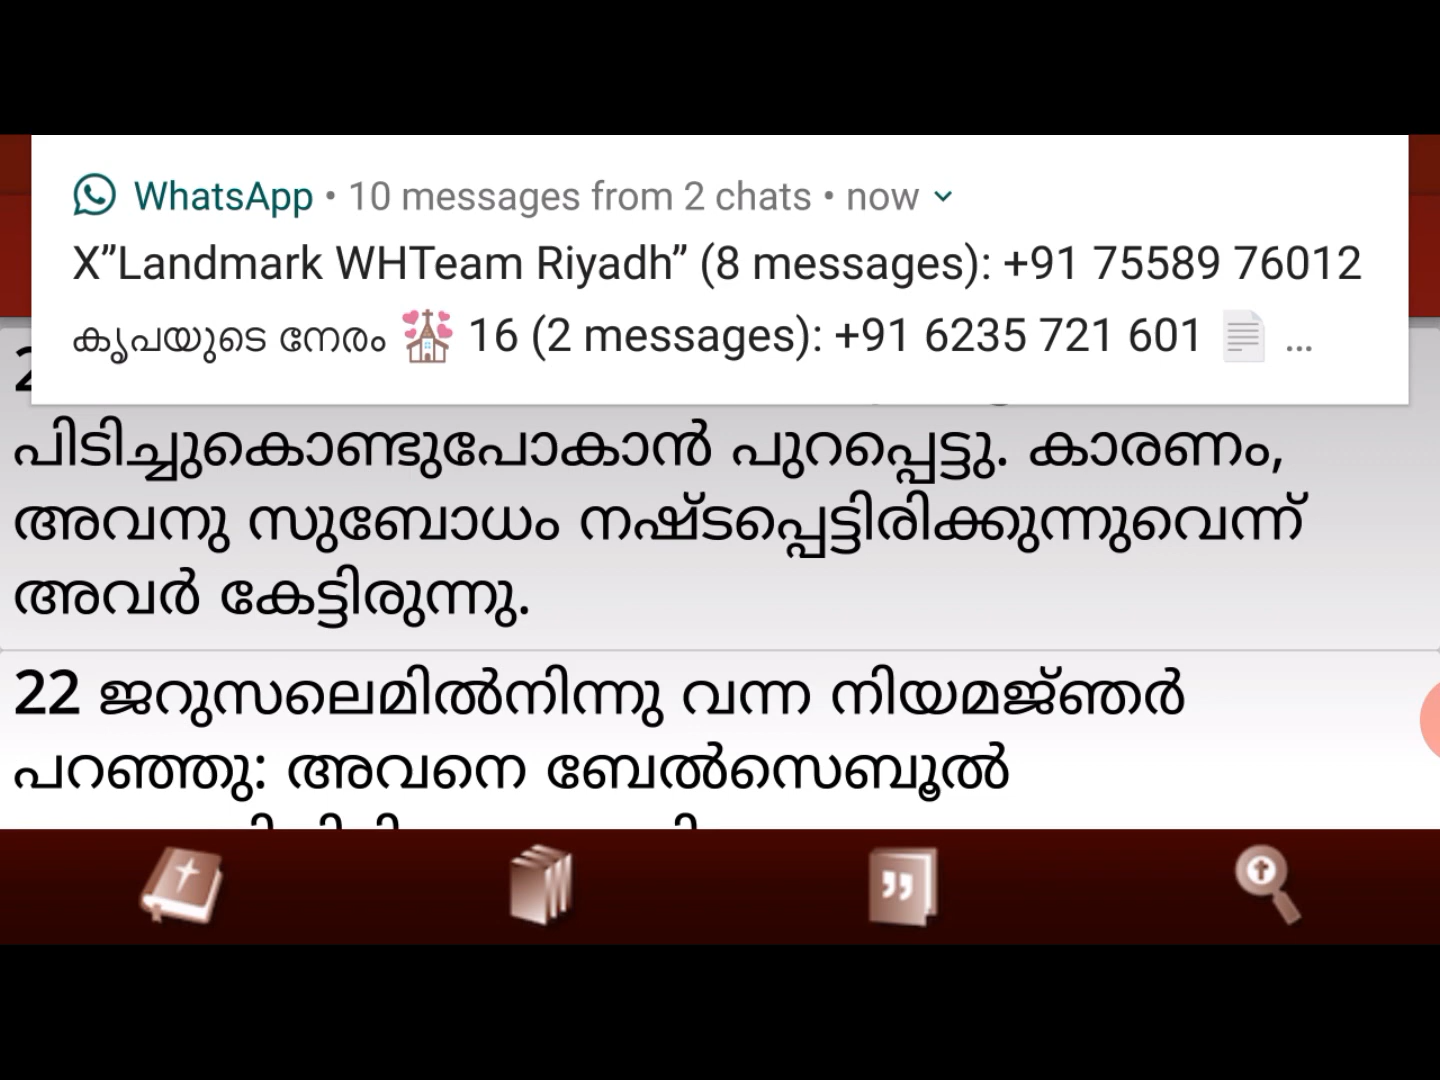 WhatsApp • 10 messages from 2 chats • now
X”Landmark WHTeam Riyadh” (8 messages): +91 75589 76012
കൃപയുടെ നേരം 💒 16 (2 messages): +91 6235 721 601 📄 ...
പിടിച്ചുകൊണ്ടുപോകാൻ പുറപ്പെട്ടു. കാരണം,
അവനു സുബോധം നഷ്ടപ്പെട്ടിരിക്കുന്നുവെന്ന്
അവർ കേട്ടിരുന്നു.
22 ജറുസലെമിൽനിന്നു വന്ന നിയമജ്ഞർ
പറഞ്ഞു: അവനെ ബേൽസെബൂൽ